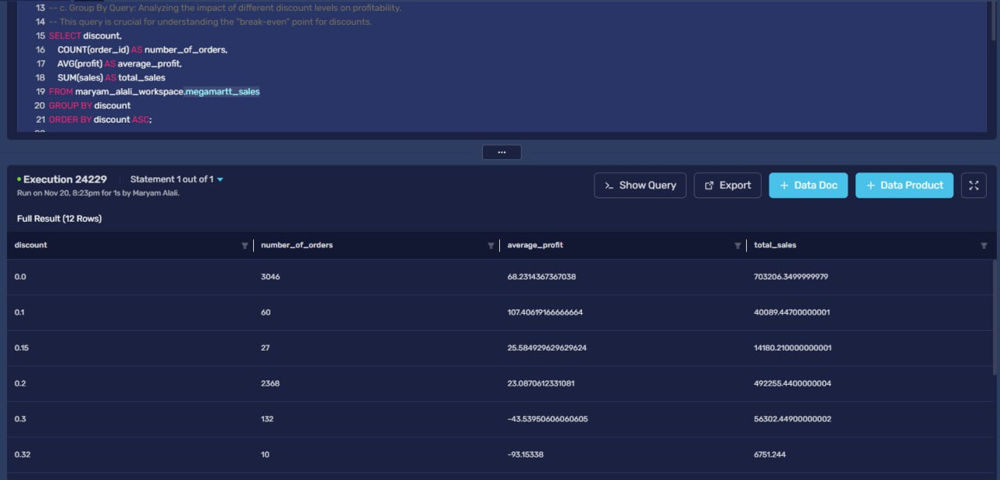 13 -- c. Group By Query: Analyzing the impact of different discount levels on profitability.
14 -- This query is crucial for understanding the "break-even" point for discounts.
15 SELECT discount,
16 COUNT(order_id) AS number_of_orders,
17 AVG(profit) AS average_profit,
18 SUM(sales) AS total_sales
19 FROM maryam_alali_workspace.megamartt_sales
20 GROUP BY discount
21 ORDER BY discount ASC;
...
Execution 24229 Statement 1 out of 1
Run on Nov 20, 8:23pm for 1s by Maryam Alali.
>_ Show Query Export + Data Doc + Data Product
Full Result (12 Rows)
discount number_of_orders average_profit total_sales
0.0 3046 68.2314367367038 703206.3499999979
0.1 60 107.40619166666664 40089.44700000001
0.15 27 25.584929629629624 14180.210000000001
0.2 2368 23.0870612331081 492255.4400000004
0.3 132 -43.53950606060605 56302.44900000002
0.32 10 -93.15338 6751.244